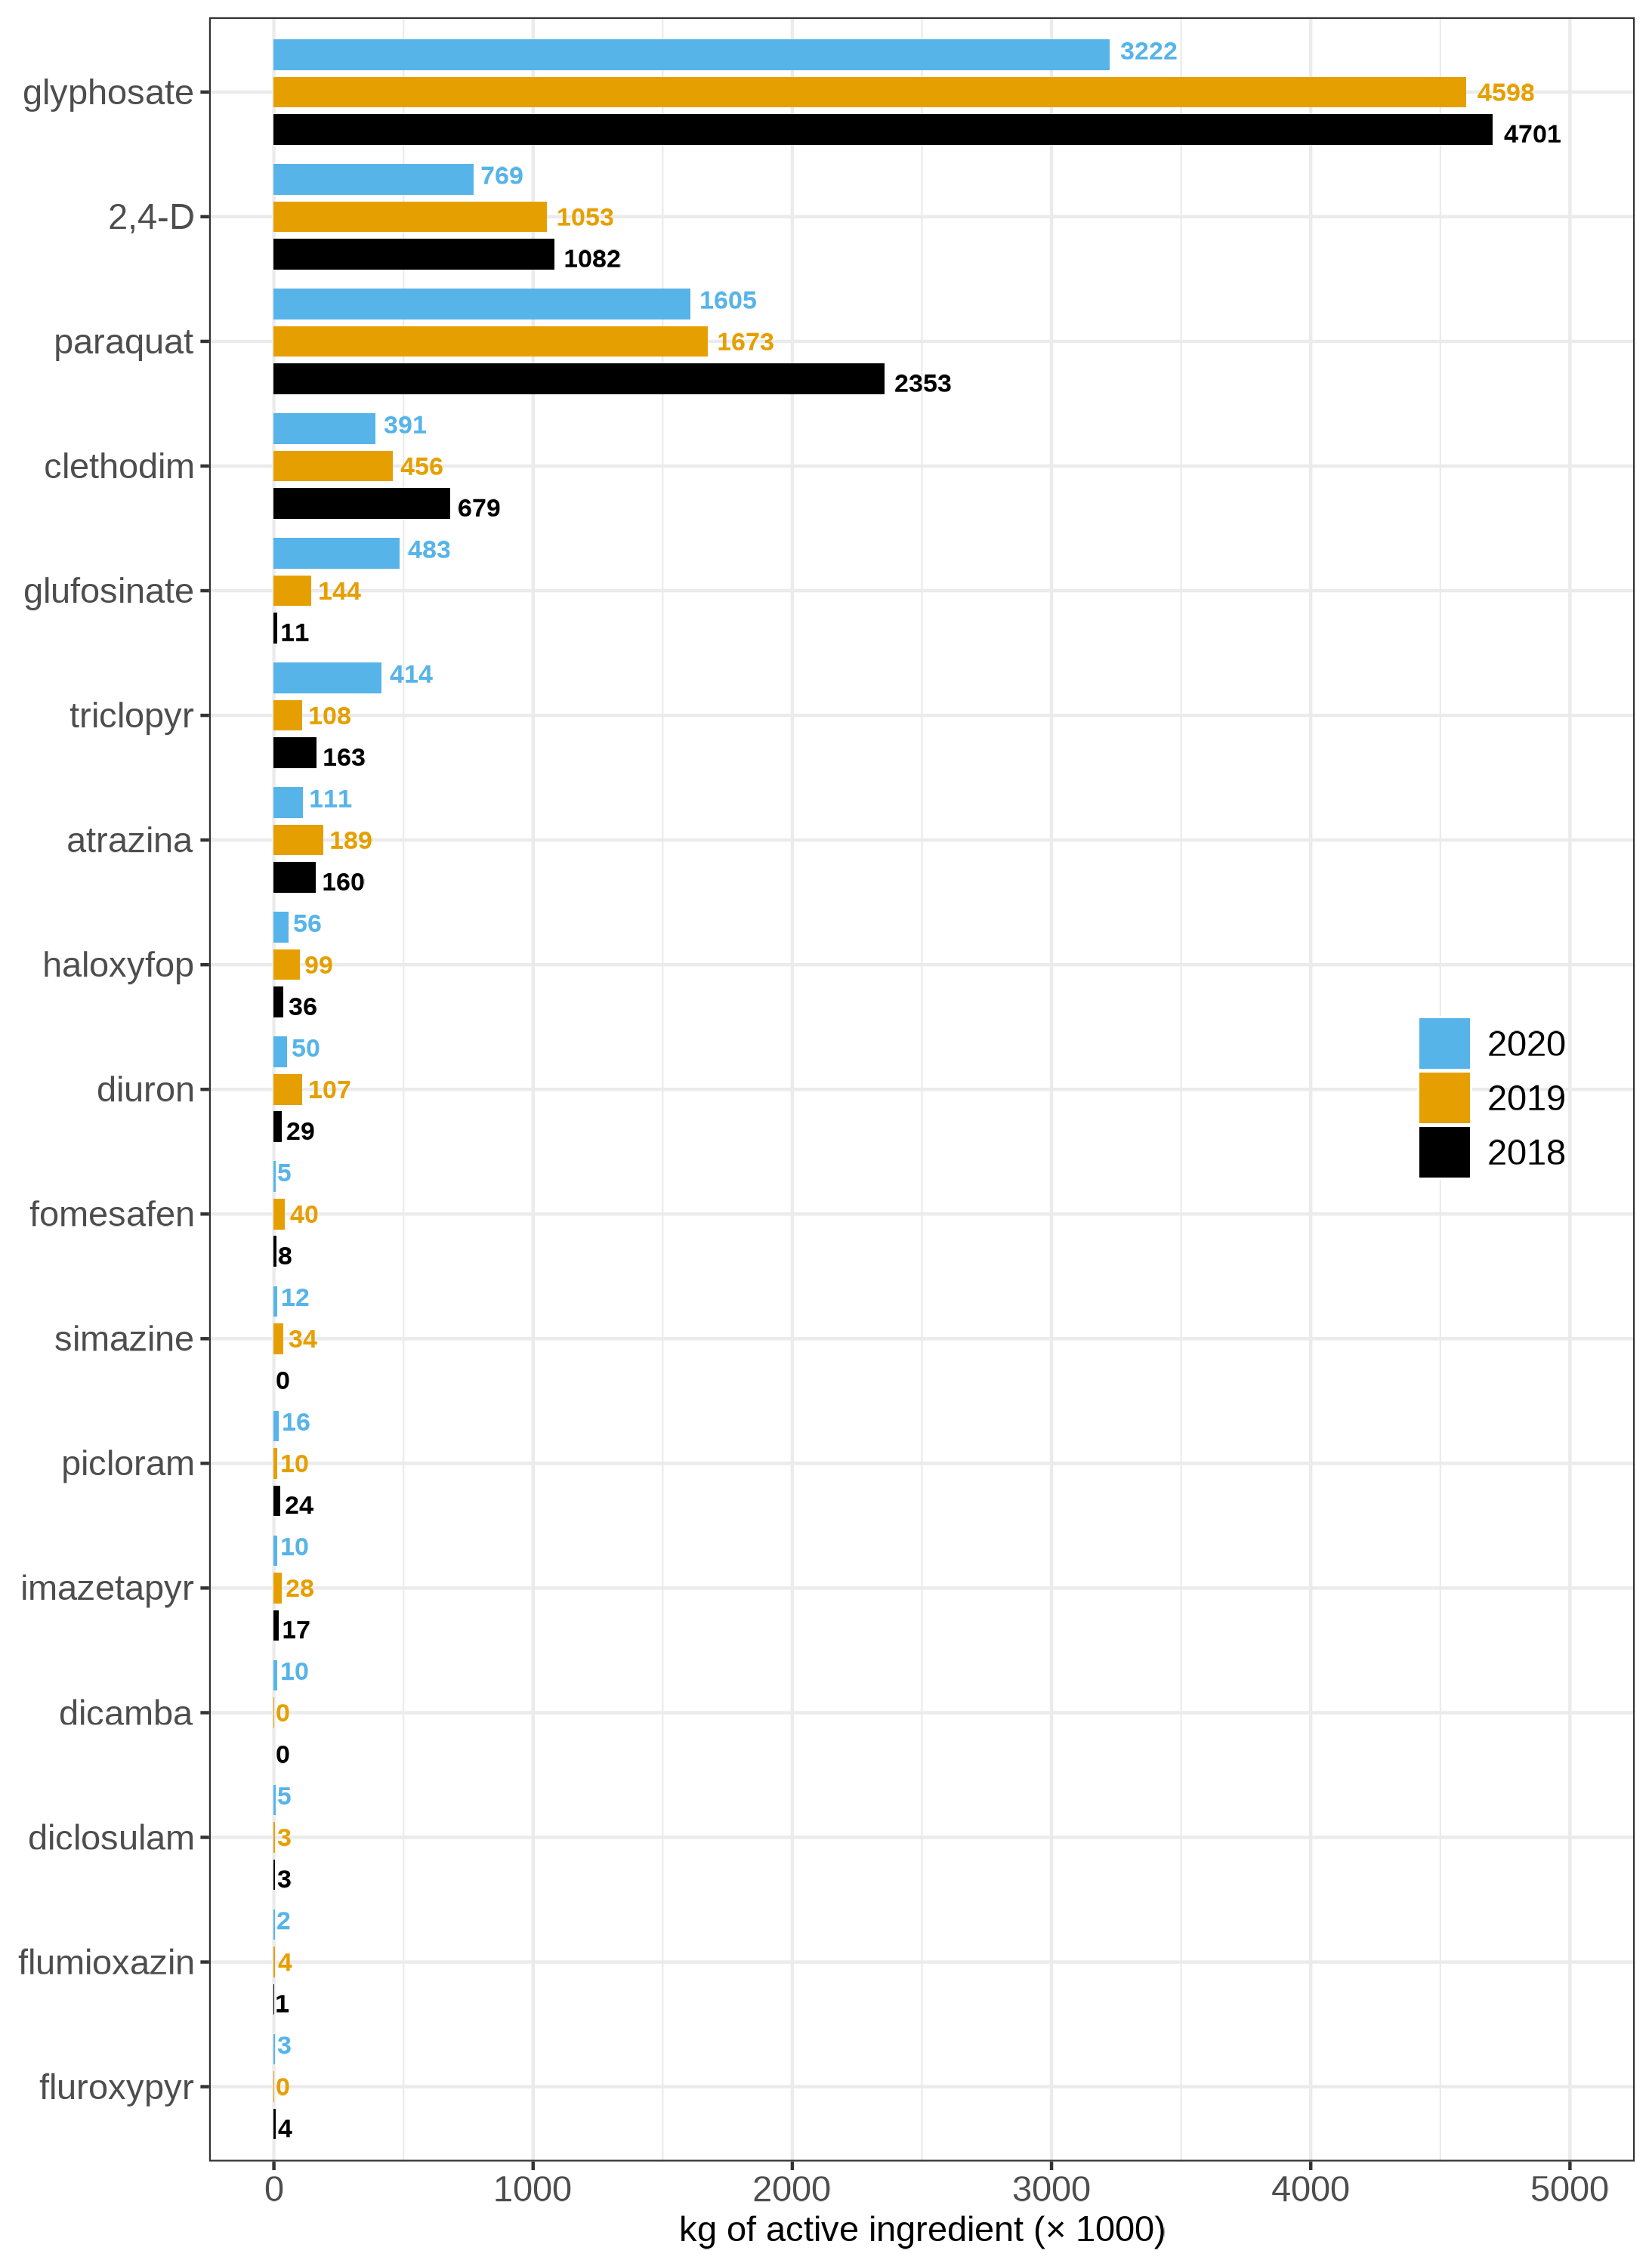 3222
glyphosate 4598
4701
769
2,4-D 1053
1082
1605
paraquat 1673
2353
391
clethodim 456
679
483
glufosinate 144
11
414
triclopyr 108
163
111
atrazina 189
160
56
haloxyfop 99
36
50
diuron 107
29
5
fomesafen 40
8
12
simazine 34
0
16
picloram 10
24
10
imazetapyr 28
17
10
dicamba 0
0
5
diclosulam 3
3
2
flumioxazin 4
1
3
fluroxypyr 0
4
2020
2019
2018
0 1000 2000 3000 4000 5000
kg of active ingredient (× 1000)